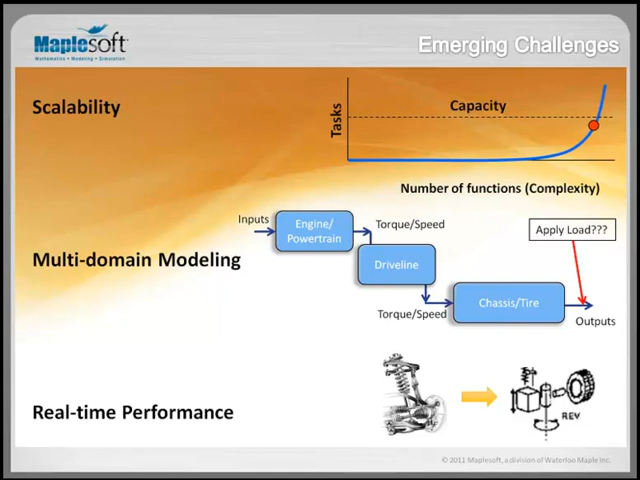 Maplesoft
Mathematics • Modeling • Simulation
Emerging Challenges
Scalability
Tasks
Capacity
Number of functions (Complexity)
Multi-domain Modeling
Inputs
Engine/
Powertrain
Torque/Speed
Driveline
Torque/Speed
Chassis/Tire
Apply Load???
Outputs
Real-time Performance
REV
© 2011 Maplesoft, a division of Waterloo Maple Inc.